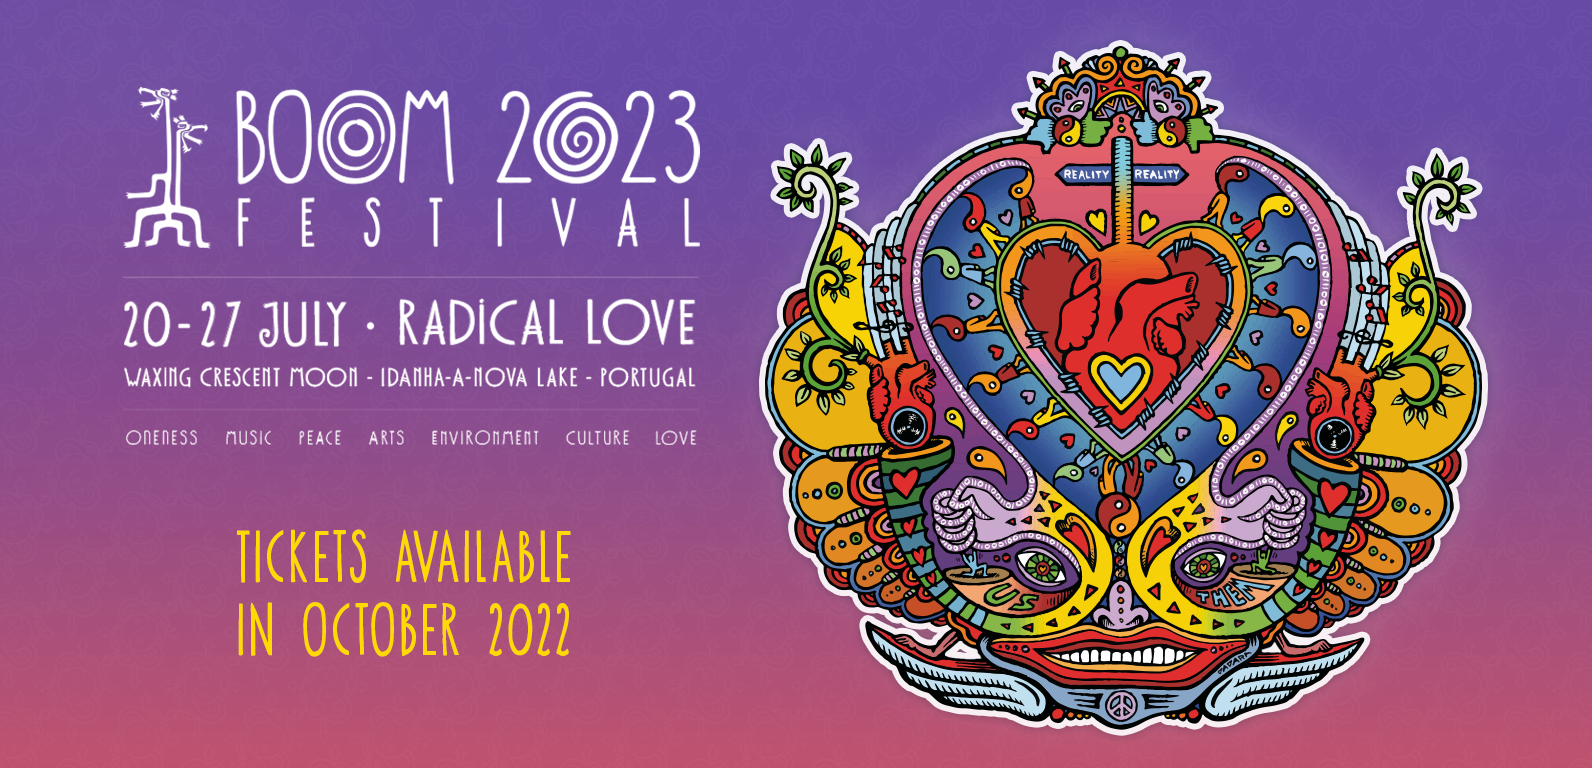 BOOM 2023
FESTIVAL
20-27 JULY · RADICAL LOVE
WAXING CRESCENT MOON - IDANHA-A-NOVA LAKE - PORTUGAL
ONENESS MUSIC PEACE ARTS ENVIRONMENT CULTURE LOVE
TICKETS AVAILABLE
IN OCTOBER 2022
REALITY REALITY
US
THEM